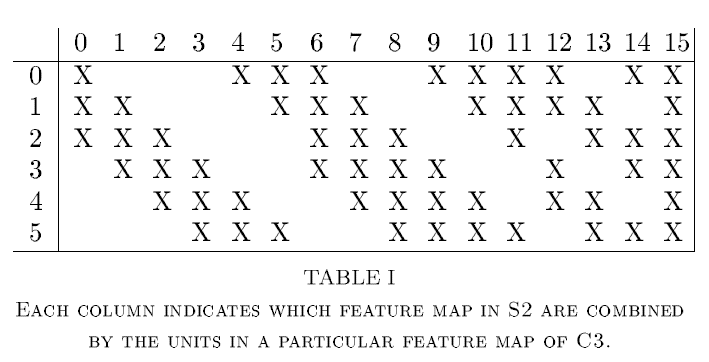 0 1 2 3 4 5 6 7 8 9 10 11 12 13 14 15
0 X X X X X X X X X X
1 X X X X X X X X X X
2 X X X X X X X X X X
3 X X X X X X X X X X
4 X X X X X X X X X X
5 X X X X X X X X X X
TABLE I
EACH COLUMN INDICATES WHICH FEATURE MAP IN S2 ARE COMBINED
BY THE UNITS IN A PARTICULAR FEATURE MAP OF C3.